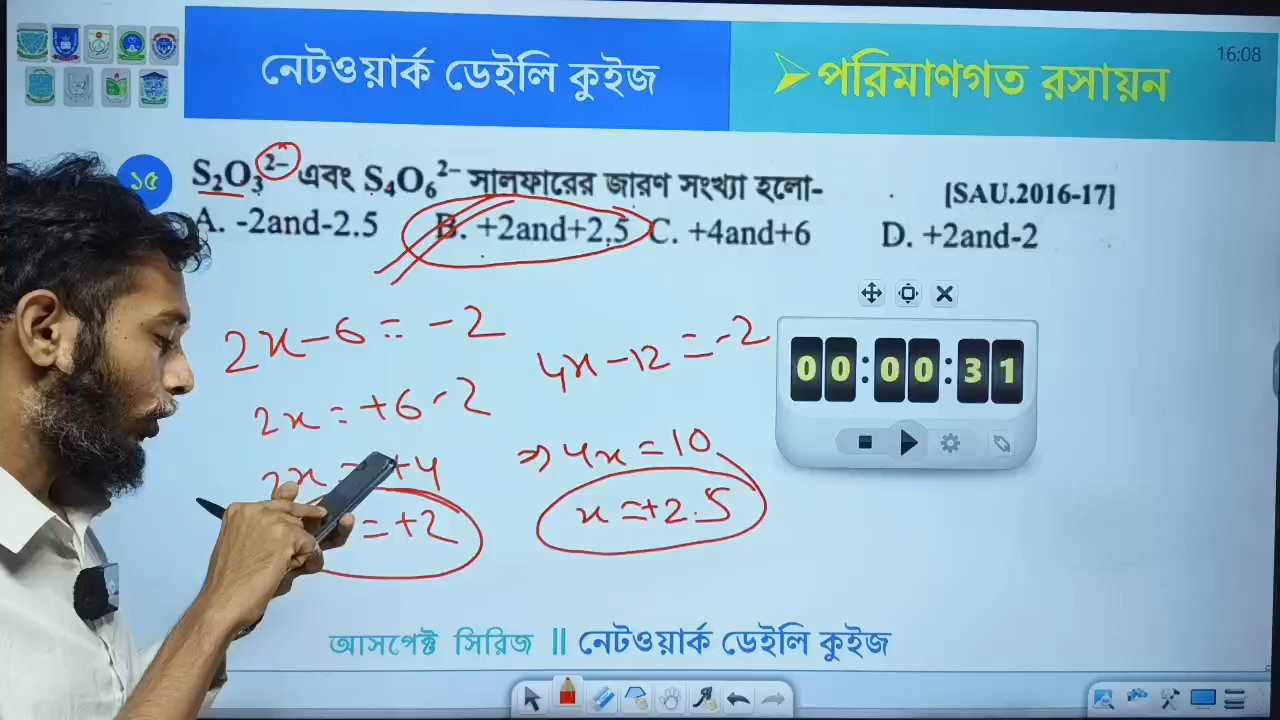 নেটওয়ার্ক ডেইলি কুইজ
➤পরিমাণগত রসায়ন
16:08
১৫
S₂O₃²⁻ এবং S₄O₆²⁻ সালফারের জারণ সংখ্যা হলো- [SAU.2016-17]
A. -2and-2.5 B. +2and+2.5 C. +4and+6 D. +2and-2
2x-6=-2
2x=+6-2
2x=+4
=+2
4x-12=-2
⇒4x=10
x=+2.5
00:00:31
আসপেক্ট সিরিজ || নেটওয়ার্ক ডেইলি কুইজ